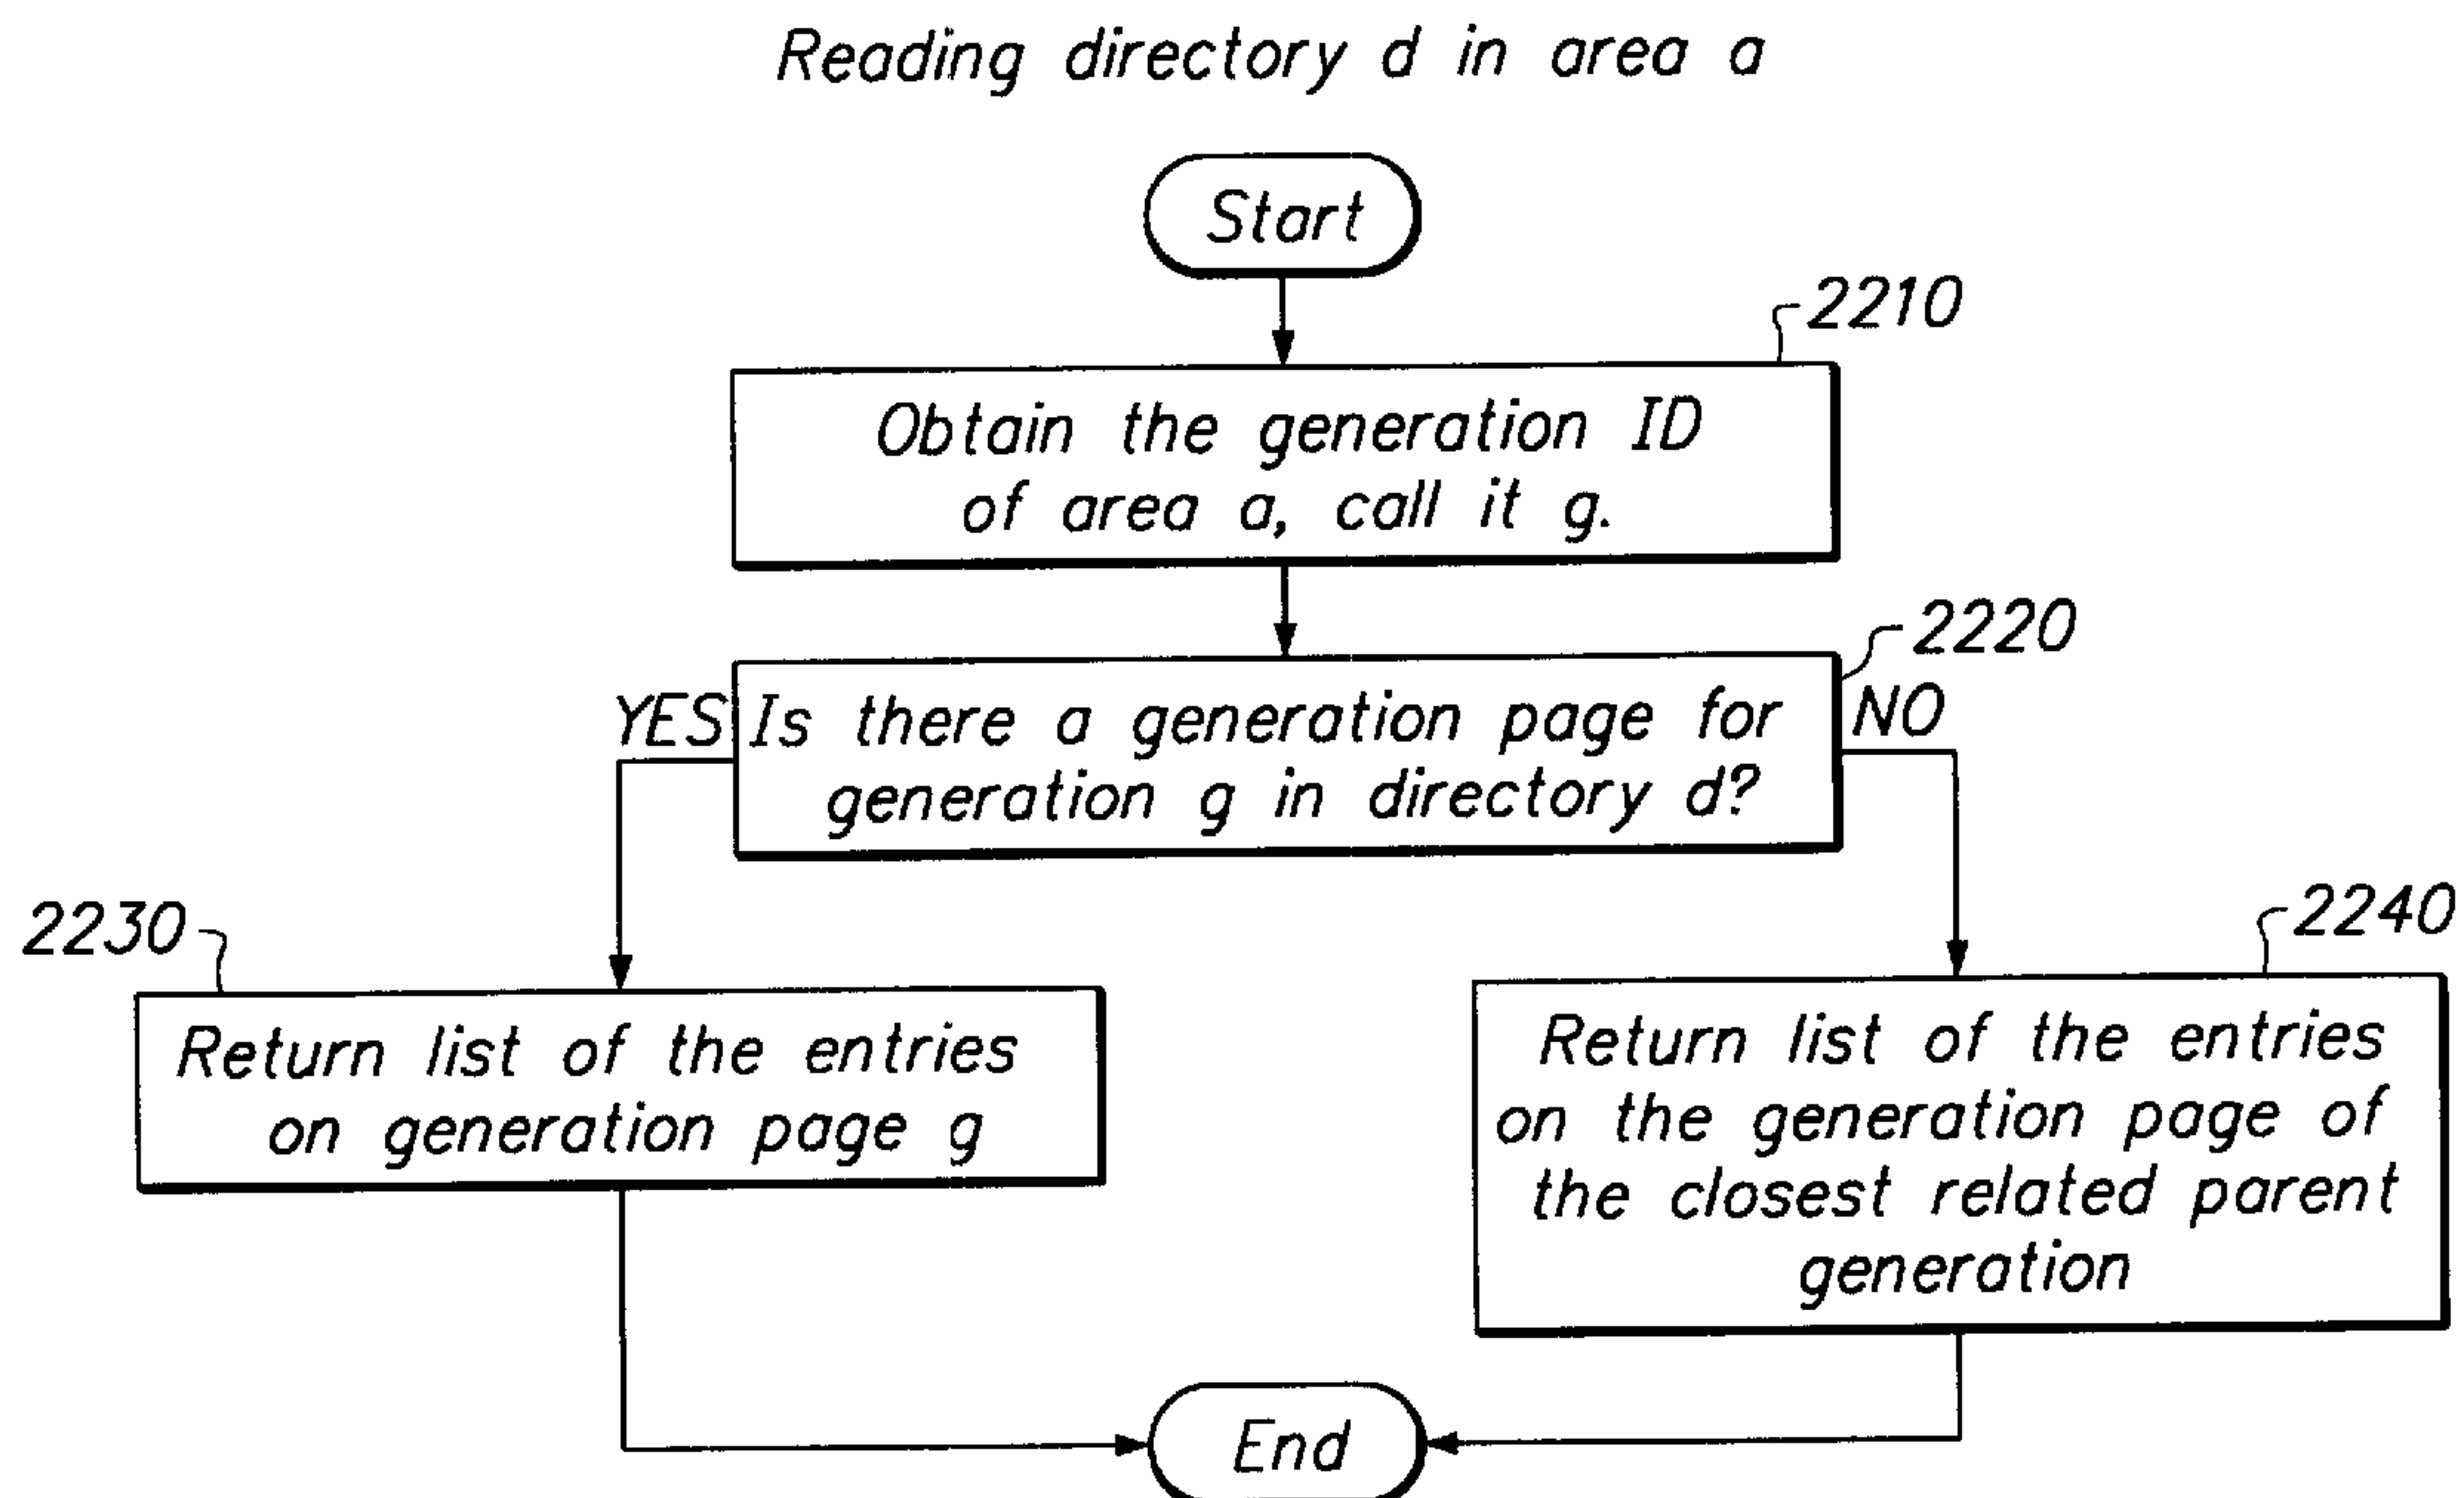 Reading directory d in area a
Start
2210
Obtain the generation ID
of area a, call it g.
2220
YES
Is there a generation page for
generation g in directory d?
NO
2230
Return list of the entries
on generation page g
2240
Return list of the entries
on the generation page of
the closest related parent
generation
End